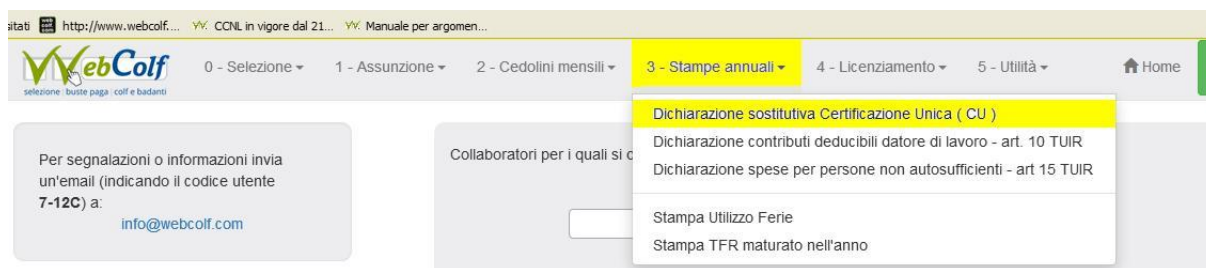 sitati http://www.webcolf.... CCNL in vigore dal 21... Manuale per argomen...
WebColf
selezione buste paga colf e badanti
0 - Selezione 1 - Assunzione 2 - Cedolini mensili 3 - Stampe annuali 4 - Licenziamento 5 - Utilità Home
Dichiarazione sostitutiva Certificazione Unica ( CU )
Dichiarazione contributi deducibili datore di lavoro - art. 10 TUIR
Dichiarazione spese per persone non autosufficienti - art 15 TUIR
Stampa Utilizzo Ferie
Stampa TFR maturato nell'anno
Per segnalazioni o informazioni invia
un'email (indicando il codice utente
7-12C) a:
info@webcolf.com
Collaboratori per i quali si